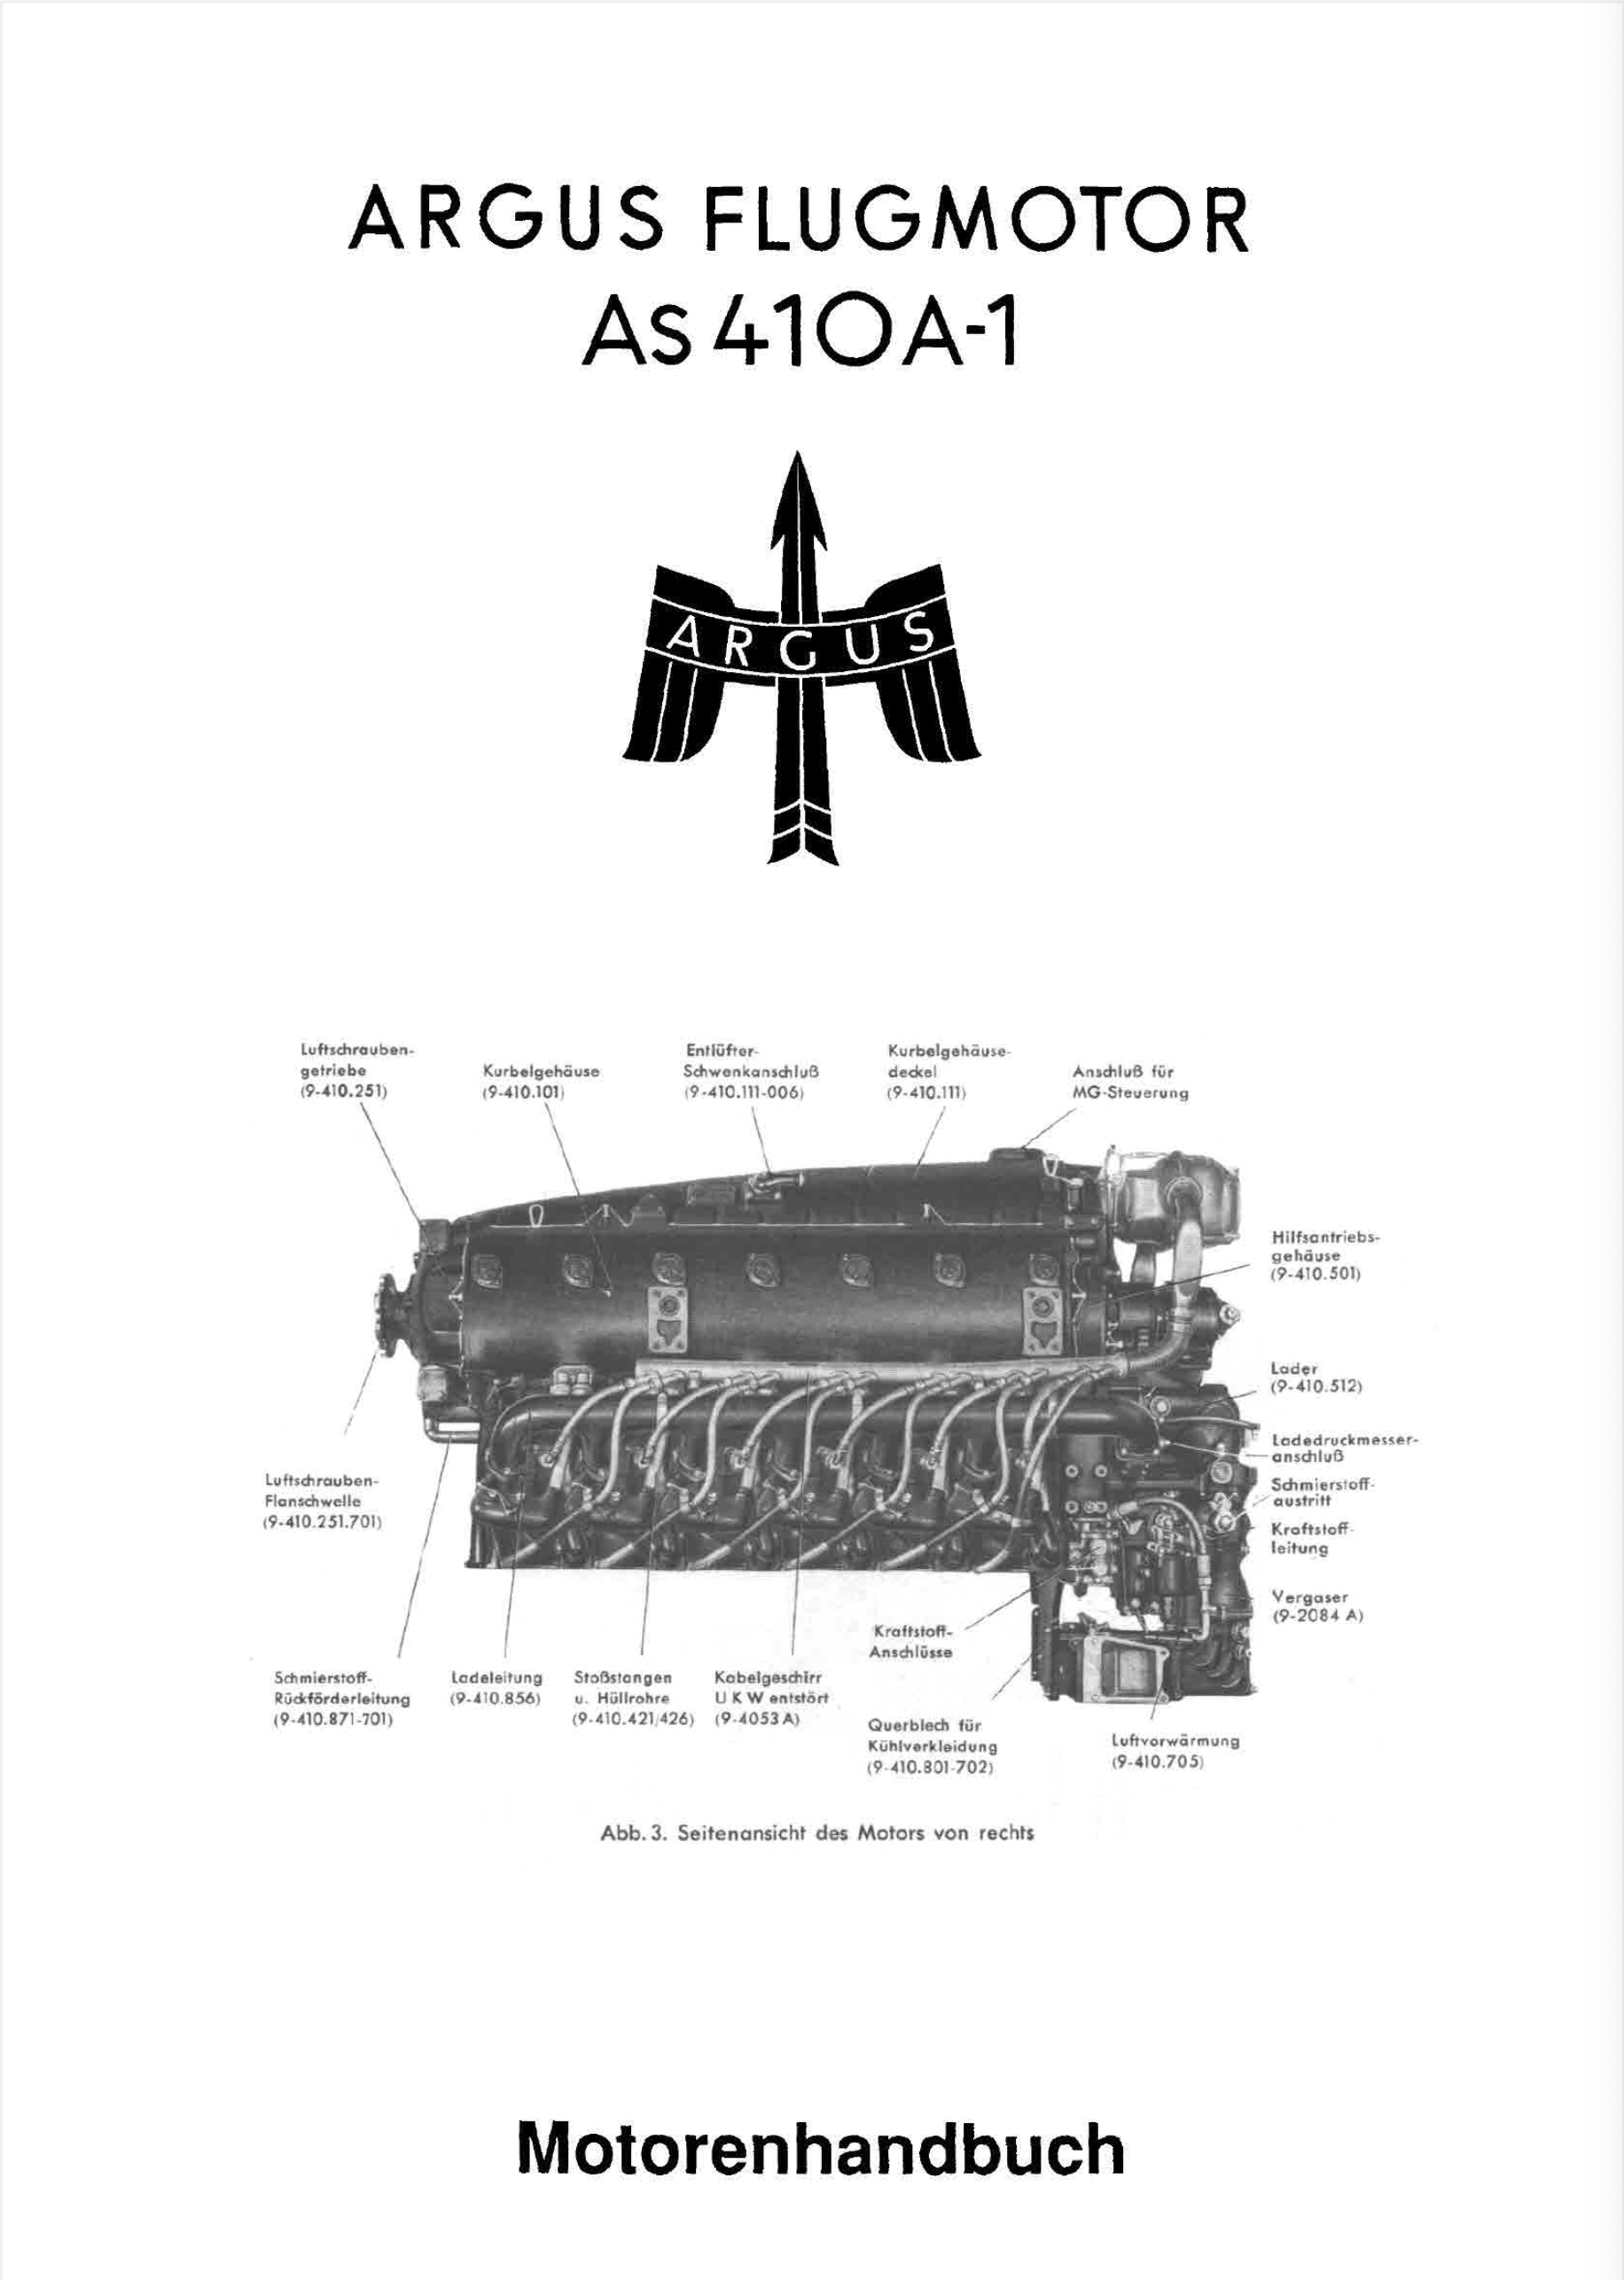 ARGUS FLUGMOTOR
As 410A-1
ARGUS
Luftschrauben-
getriebe
(9-410.251)
Kurbelgehäuse
(9-410.101)
Entlüfter-
Schwenkanschluß
(9-410.111-006)
Kurbelgehäuse-
deckel
(9-410.111)
Anschluß für
MG-Steuerung
Hilfsantriebs-
gehäuse
(9-410.501)
Lader
(9-410.512)
Ladedruckmesser-
anschluß
Schmierstoff-
austritt
Kraftstoff-
leitung
Vergaser
(9-2084 A)
Luftschrauben-
Flanschwelle
(9-410.251.701)
Schmierstoff-
Rückförderleitung
(9-410.871-701)
Ladeleitung
(9-410.856)
Stoßstangen
u. Hüllrohre
(9-410.421/426)
Kabelgeschirr
UKW entstört
(9-4053 A)
Kraftstoff-
Anschlüsse
Querblech für
Kühlverkleidung
(9-410.801-702)
Luftvorwärmung
(9-410.705)
Abb. 3. Seitenansicht des Motors von rechts
Motorenhandbuch